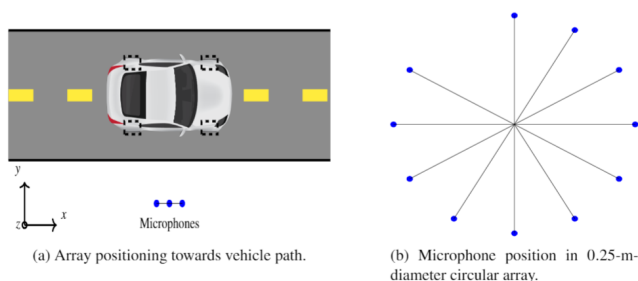 y
z
x
Microphones
(a) Array positioning towards vehicle path.
(b) Microphone position in 0.25-m-
diameter circular array.